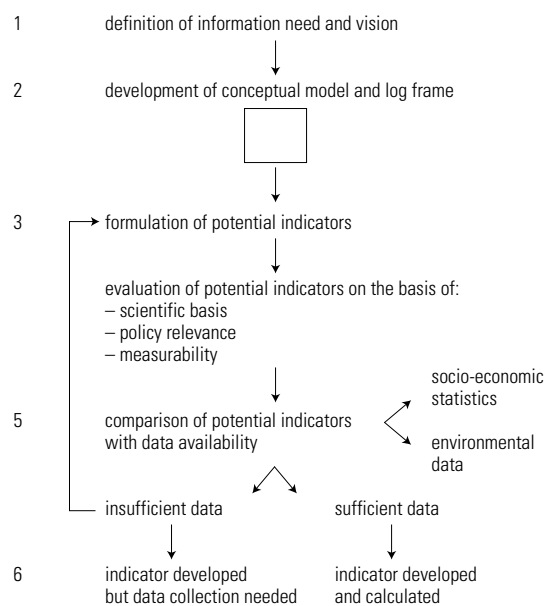 1 definition of information need and vision
2 development of conceptual model and log frame
3 formulation of potential indicators
evaluation of potential indicators on the basis of:
– scientific basis
– policy relevance
– measurability
socio-economic
statistics
5 comparison of potential indicators
with data availability
environmental
data
insufficient data
sufficient data
6 indicator developed
but data collection needed
indicator developed
and calculated